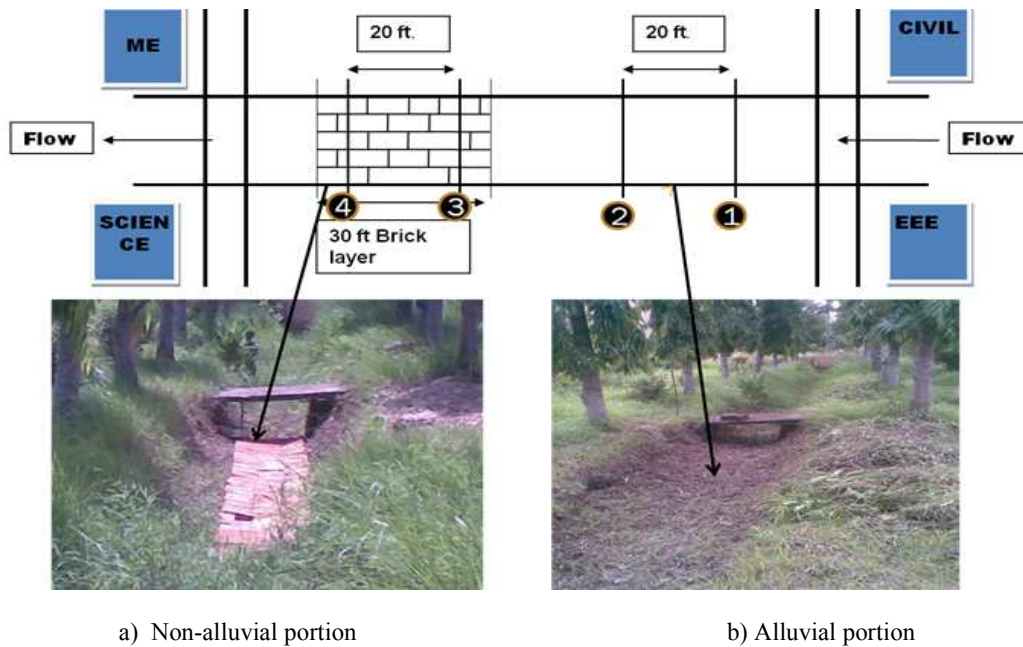 ME
20 ft.
20 ft.
CIVIL
Flow
Flow
4
3
2
1
SCIEN
CE
30 ft Brick
layer
EEE
a) Non-alluvial portion
b) Alluvial portion